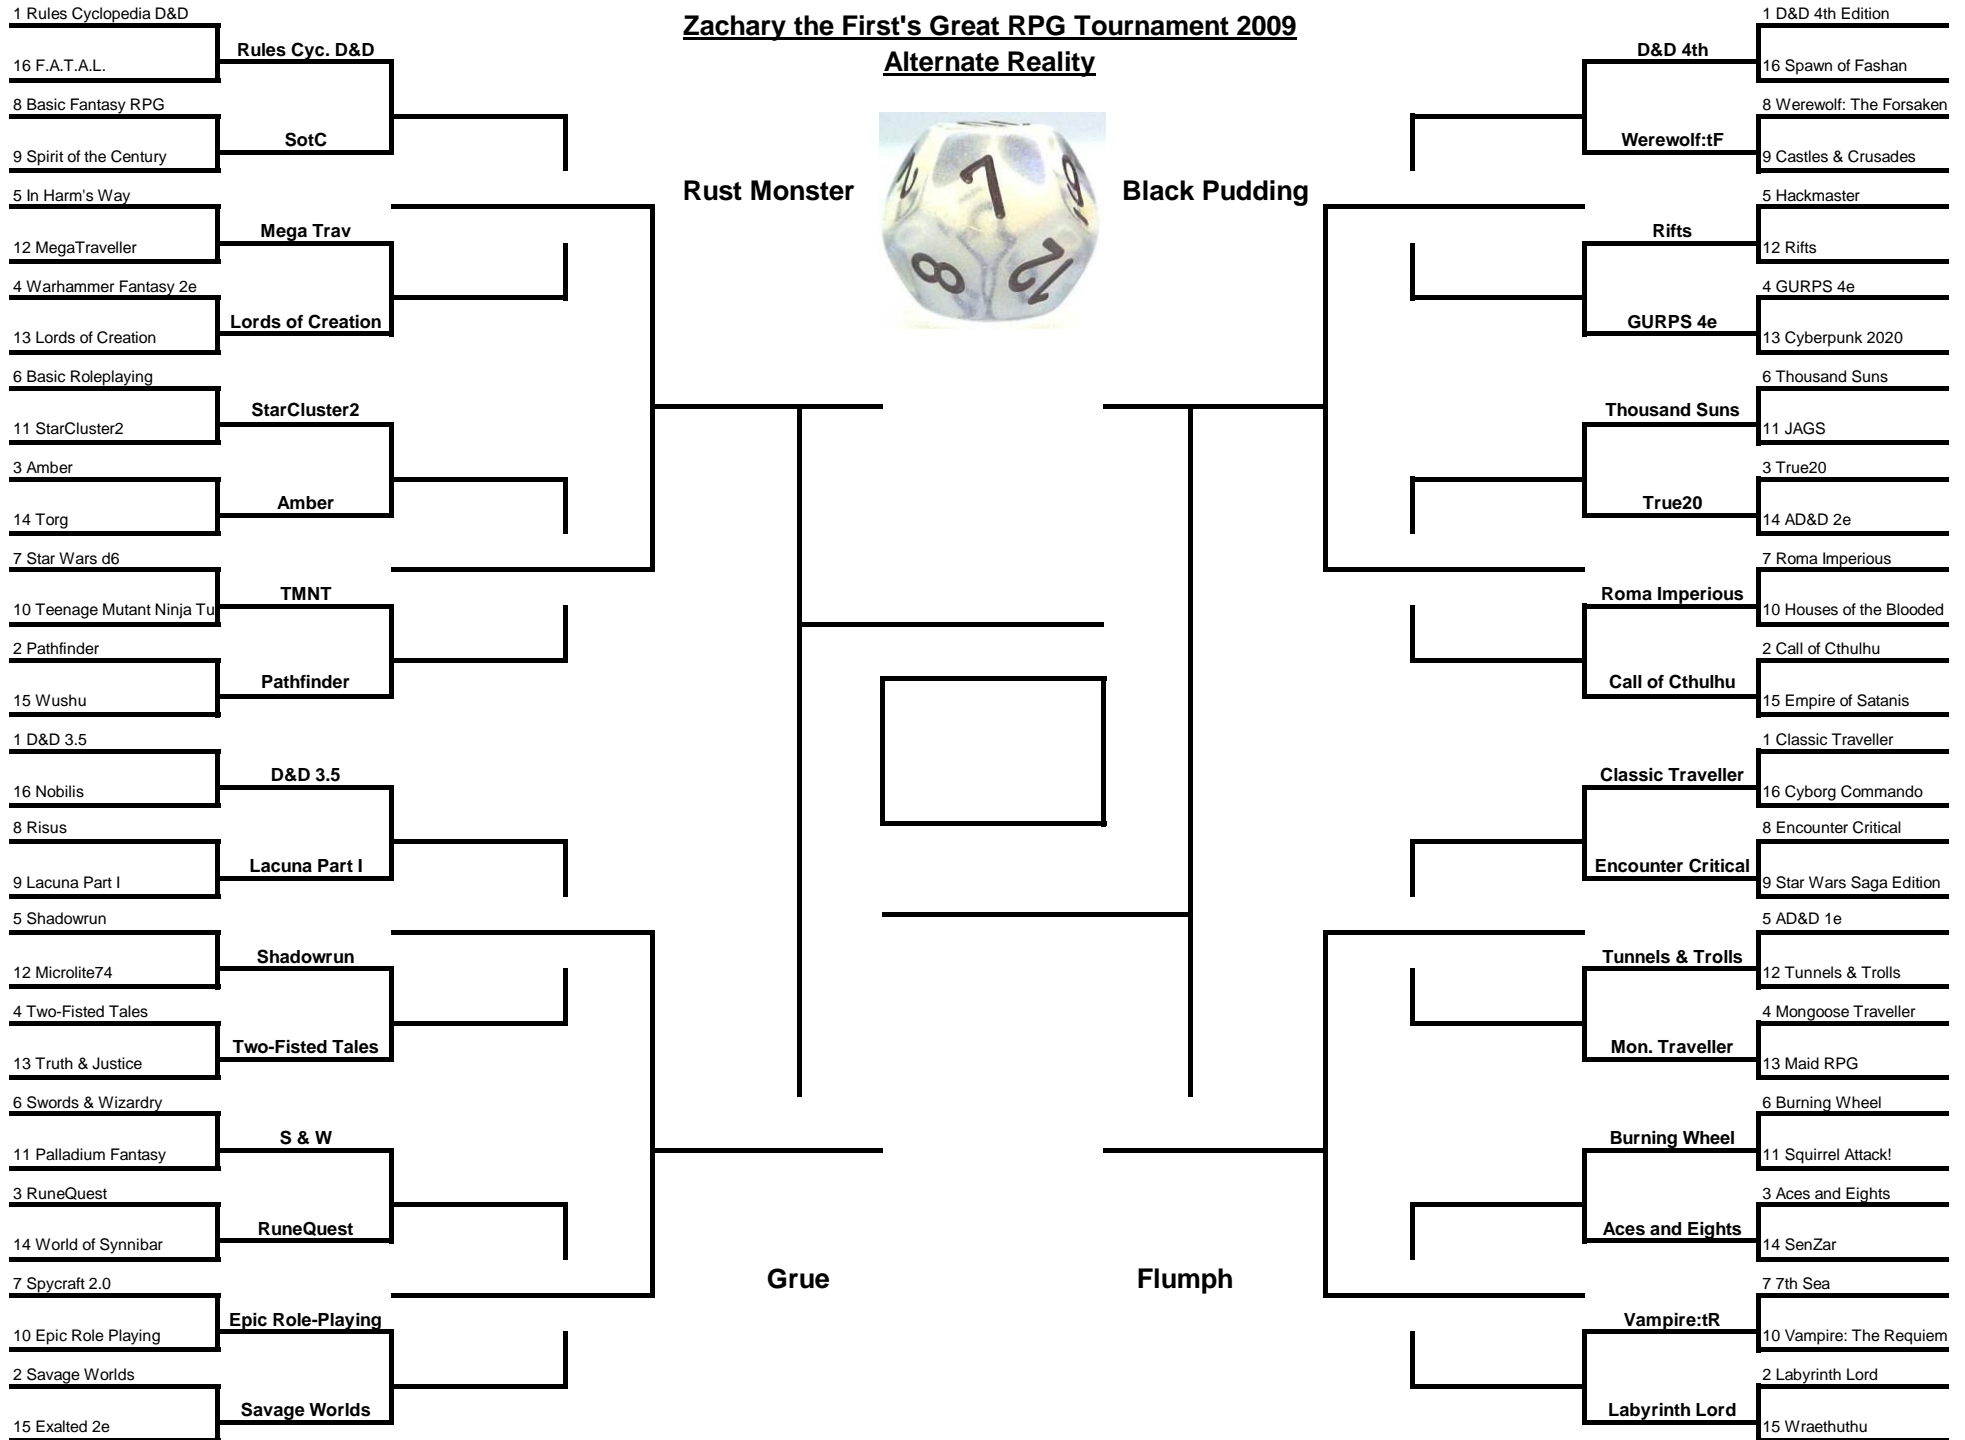 Zachary the First's Great RPG Tournament 2009
Alternate Reality
1 Rules Cyclopedia D&D
16 F.A.T.A.L.
8 Basic Fantasy RPG
9 Spirit of the Century
5 In Harm's Way
12 MegaTraveller
4 Warhammer Fantasy 2e
13 Lords of Creation
6 Basic Roleplaying
11 StarCluster2
3 Amber
14 Torg
7 Star Wars d6
10 Teenage Mutant Ninja Tu
2 Pathfinder
15 Wushu
1 D&D 3.5
16 Nobilis
8 Risus
9 Lacuna Part I
5 Shadowrun
12 Microlite74
4 Two-Fisted Tales
13 Truth & Justice
6 Swords & Wizardry
11 Palladium Fantasy
3 RuneQuest
14 World of Synnibar
7 Spycraft 2.0
10 Epic Role Playing
2 Savage Worlds
15 Exalted 2e
Rules Cyc. D&D
SotC
Mega Trav
Lords of Creation
StarCluster2
Amber
TMNT
Pathfinder
D&D 3.5
Lacuna Part I
Shadowrun
Two-Fisted Tales
S & W
RuneQuest
Epic Role-Playing
Savage Worlds
Rust Monster
Grue
2
7
9
8
12
Black Pudding
Flumph
D&D 4th
Werewolf:tF
Rifts
GURPS 4e
Thousand Suns
True20
Roma Imperious
Call of Cthulhu
Classic Traveller
Encounter Critical
Tunnels & Trolls
Mon. Traveller
Burning Wheel
Aces and Eights
Vampire:tR
Labyrinth Lord
1 D&D 4th Edition
16 Spawn of Fashan
8 Werewolf: The Forsaken
9 Castles & Crusades
5 Hackmaster
12 Rifts
4 GURPS 4e
13 Cyberpunk 2020
6 Thousand Suns
11 JAGS
3 True20
14 AD&D 2e
7 Roma Imperious
10 Houses of the Blooded
2 Call of Cthulhu
15 Empire of Satanis
1 Classic Traveller
16 Cyborg Commando
8 Encounter Critical
9 Star Wars Saga Edition
5 AD&D 1e
12 Tunnels & Trolls
4 Mongoose Traveller
13 Maid RPG
6 Burning Wheel
11 Squirrel Attack!
3 Aces and Eights
14 SenZar
7 7th Sea
10 Vampire: The Requiem
2 Labyrinth Lord
15 Wraethuthu